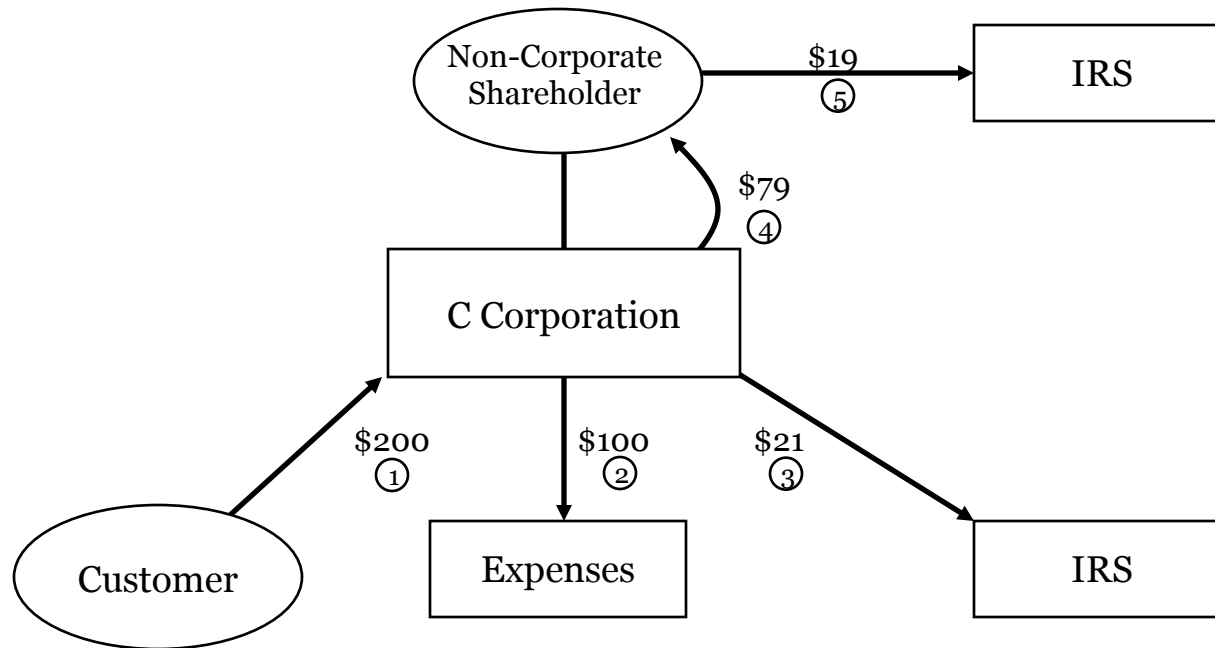 Non-Corporate
Shareholder
$19
5
IRS
$79
4
C Corporation
$200
1
$100
2
$21
3
Customer
Expenses
IRS